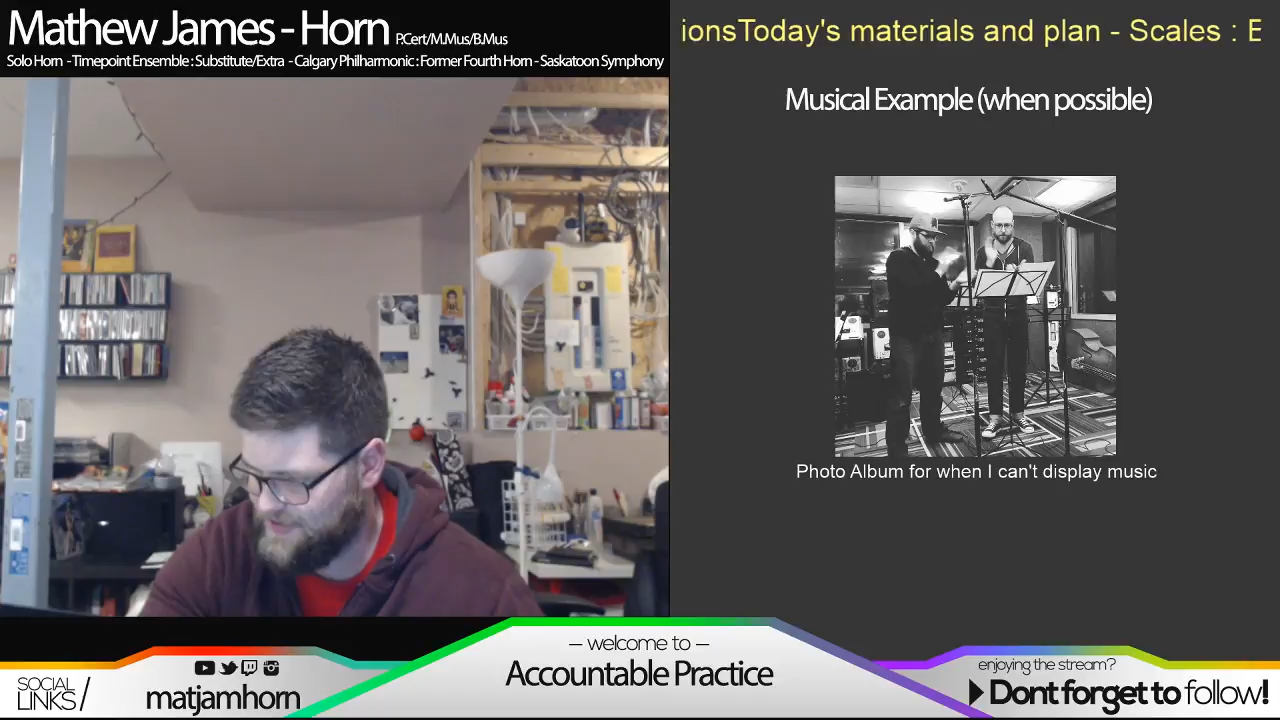 Mathew James - Horn P.Cert/M.Mus/B.Mus
Solo Horn - Timepoint Ensemble : Substitute/Extra - Calgary Philharmonic : Former Fourth Horn - Saskatoon Symphony
ionsToday's materials and plan - Scales : E
Musical Example (when possible)
Photo Album for when I can't display music
SOCIAL
LINKS /
matjamhorn
– welcome to –
Accountable Practice
enjoying the stream?
Dont forget to follow!